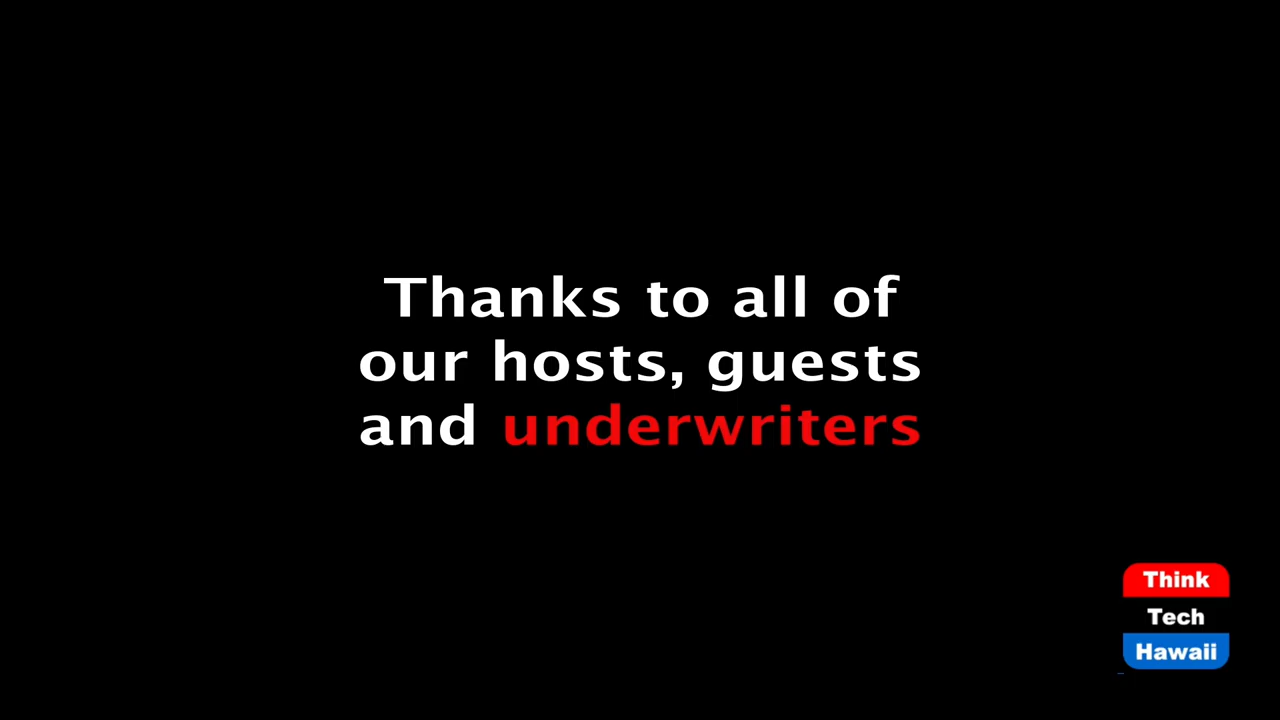 Thanks to all of
our hosts, guests
and underwriters
Think
Tech
Hawaii